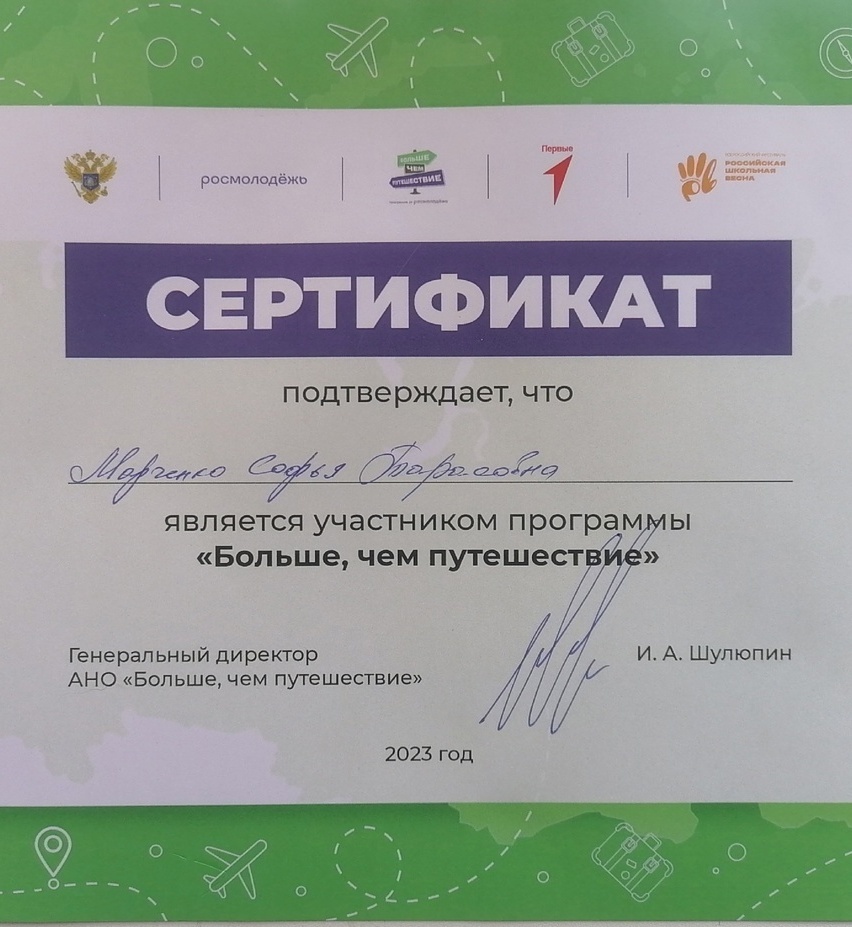 росмолодёжь
БОЛЬШЕ
ЧЕМ
ПУТЕШЕСТВИЕ
Первые
РОССИЙСКАЯ
ШКОЛЬНАЯ
ВЕСНА
СЕРТИФИКАТ
подтверждает, что
Марченко Софья Тарасовна
является участником программы
«Больше, чем путешествие»
Генеральный директор
АНО «Больше, чем путешествие»
И. А. Шулюпин
2023 год